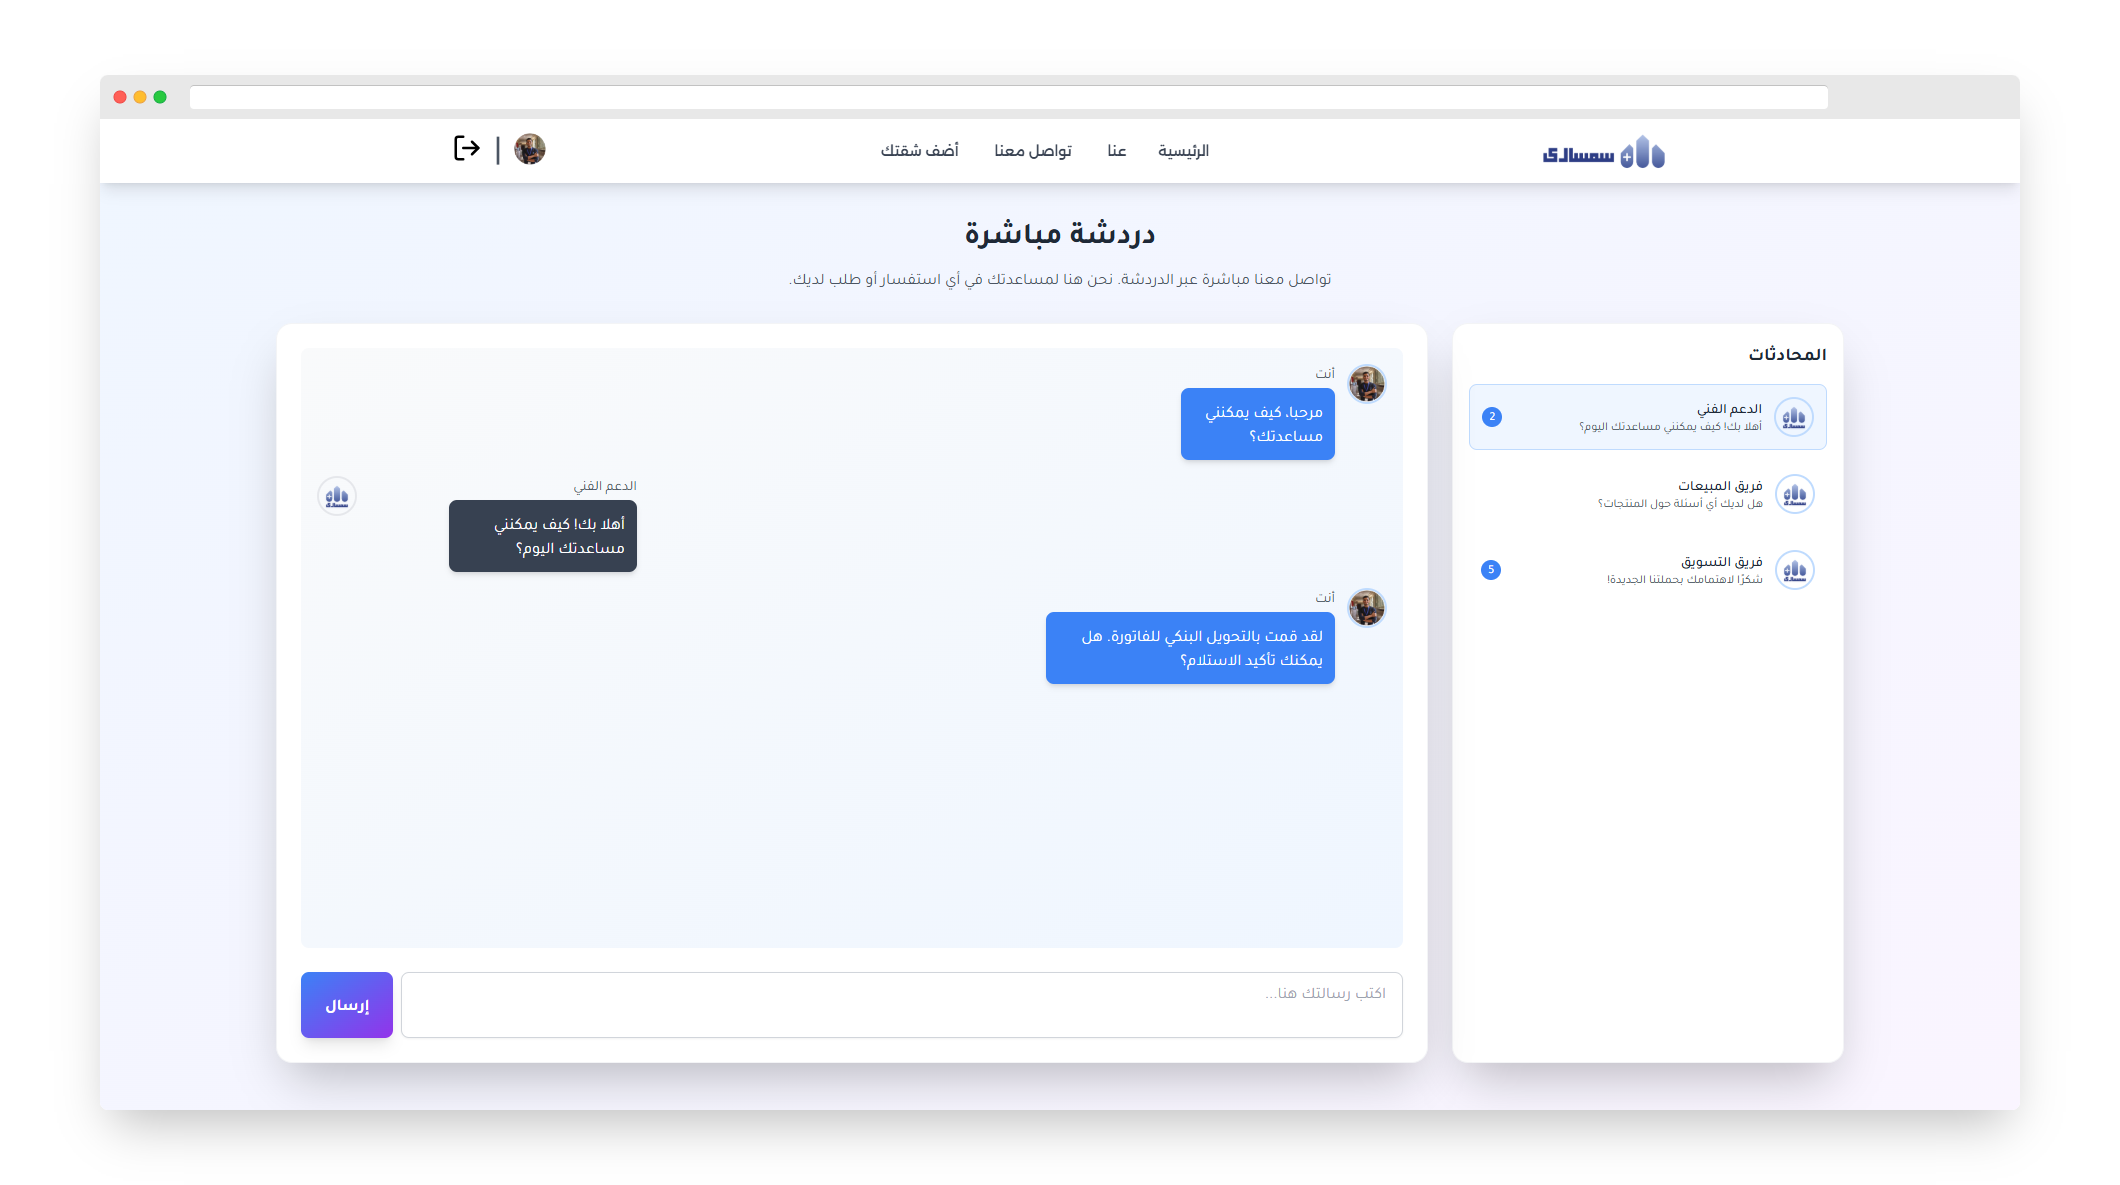 سمساري
الرئيسية
عنا
تواصل معنا
أضف شقتك
دردشة مباشرة
تواصل معنا مباشرة عبر الدردشة. نحن هنا لمساعدتك في أي استفسار أو طلب لديك.
المحادثات
الدعم الفني
أهلا بك! كيف يمكنني مساعدتك اليوم؟
2
فريق المبيعات
هل لديك أي أسئلة حول المنتجات؟
فريق التسويق
شكرًا لاهتمامك بحملتنا الجديدة!
5
أنت
مرحبا، كيف يمكنني
مساعدتك؟
الدعم الفني
أهلا بك! كيف يمكنني
مساعدتك اليوم؟
أنت
لقد قمت بالتحويل البنكي للفاتورة. هل
يمكنك تأكيد الاستلام؟
اكتب رسالتك هنا...
إرسال